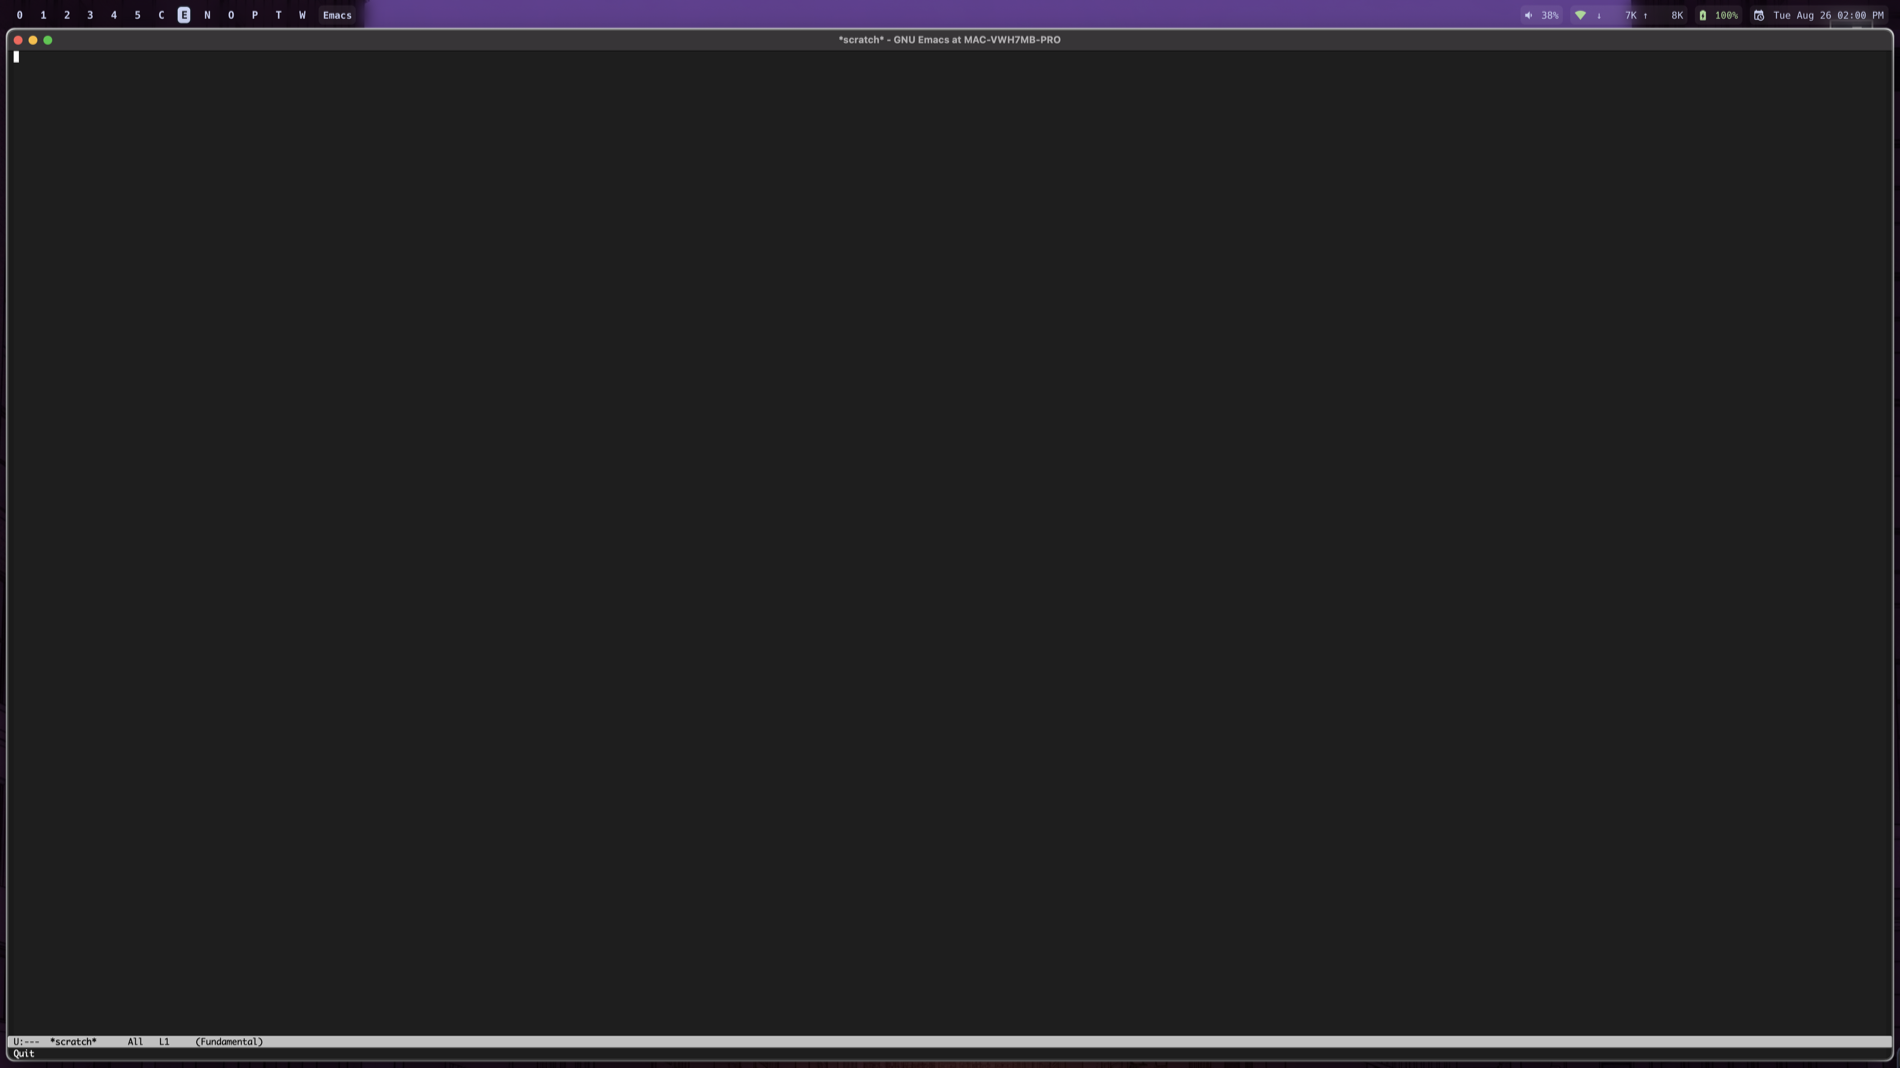 0 1 2 3 4 5 C E N O P T W Emacs 38% ↓ 7K ↑ 8K 100% Tue Aug 26 02:00 PM
*scratch* - GNU Emacs at MAC-VWH7MB-PRO
U:--- *scratch* All L1 (Fundamental)
Quit